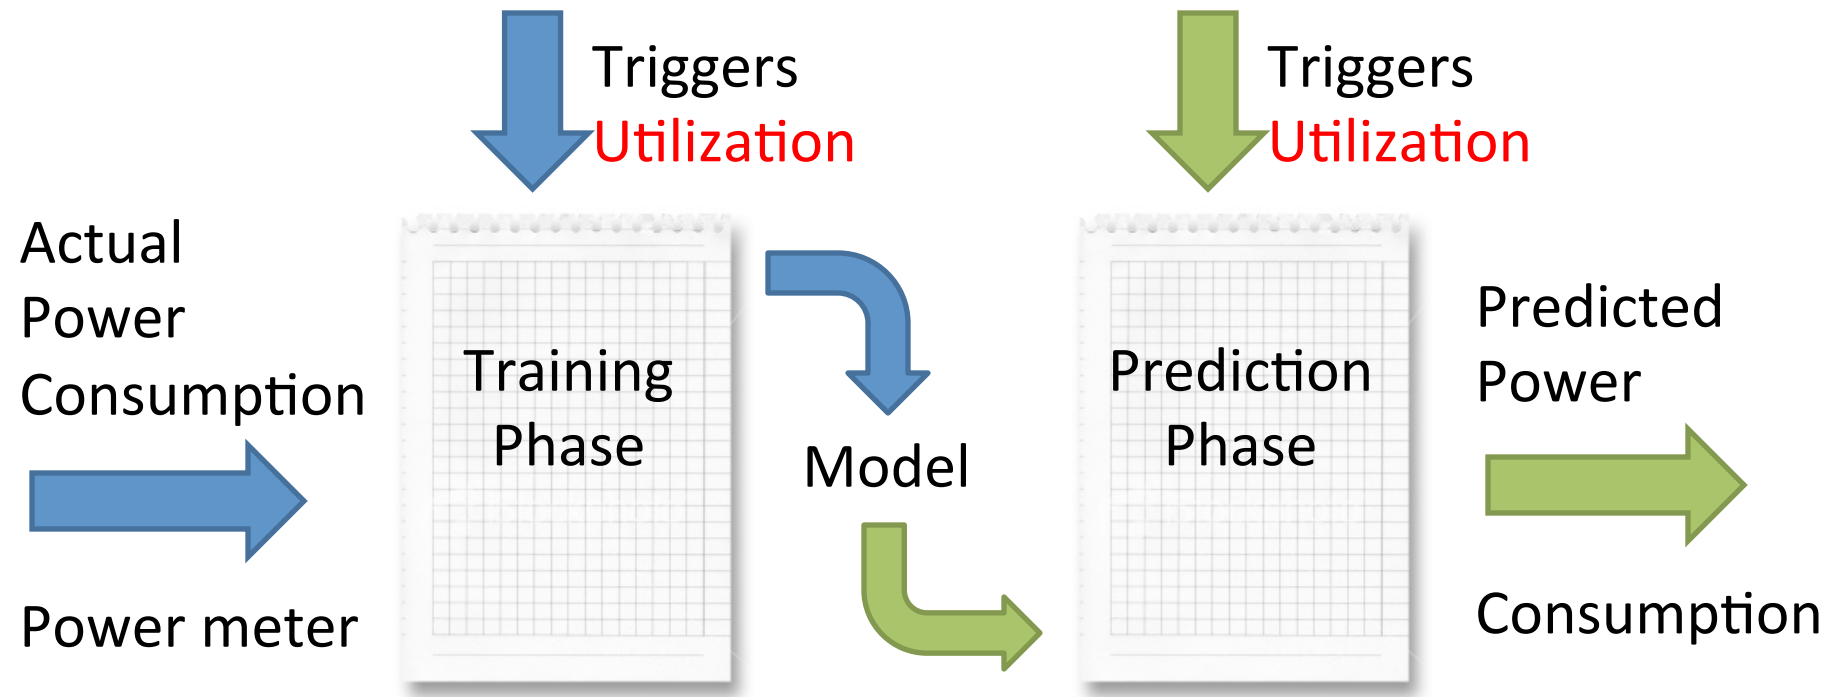 Triggers
Utilization
Triggers
Utilization
Actual
Power
Consumption
Power meter
Training
Phase
Model
Prediction
Phase
Predicted
Power
Consumption